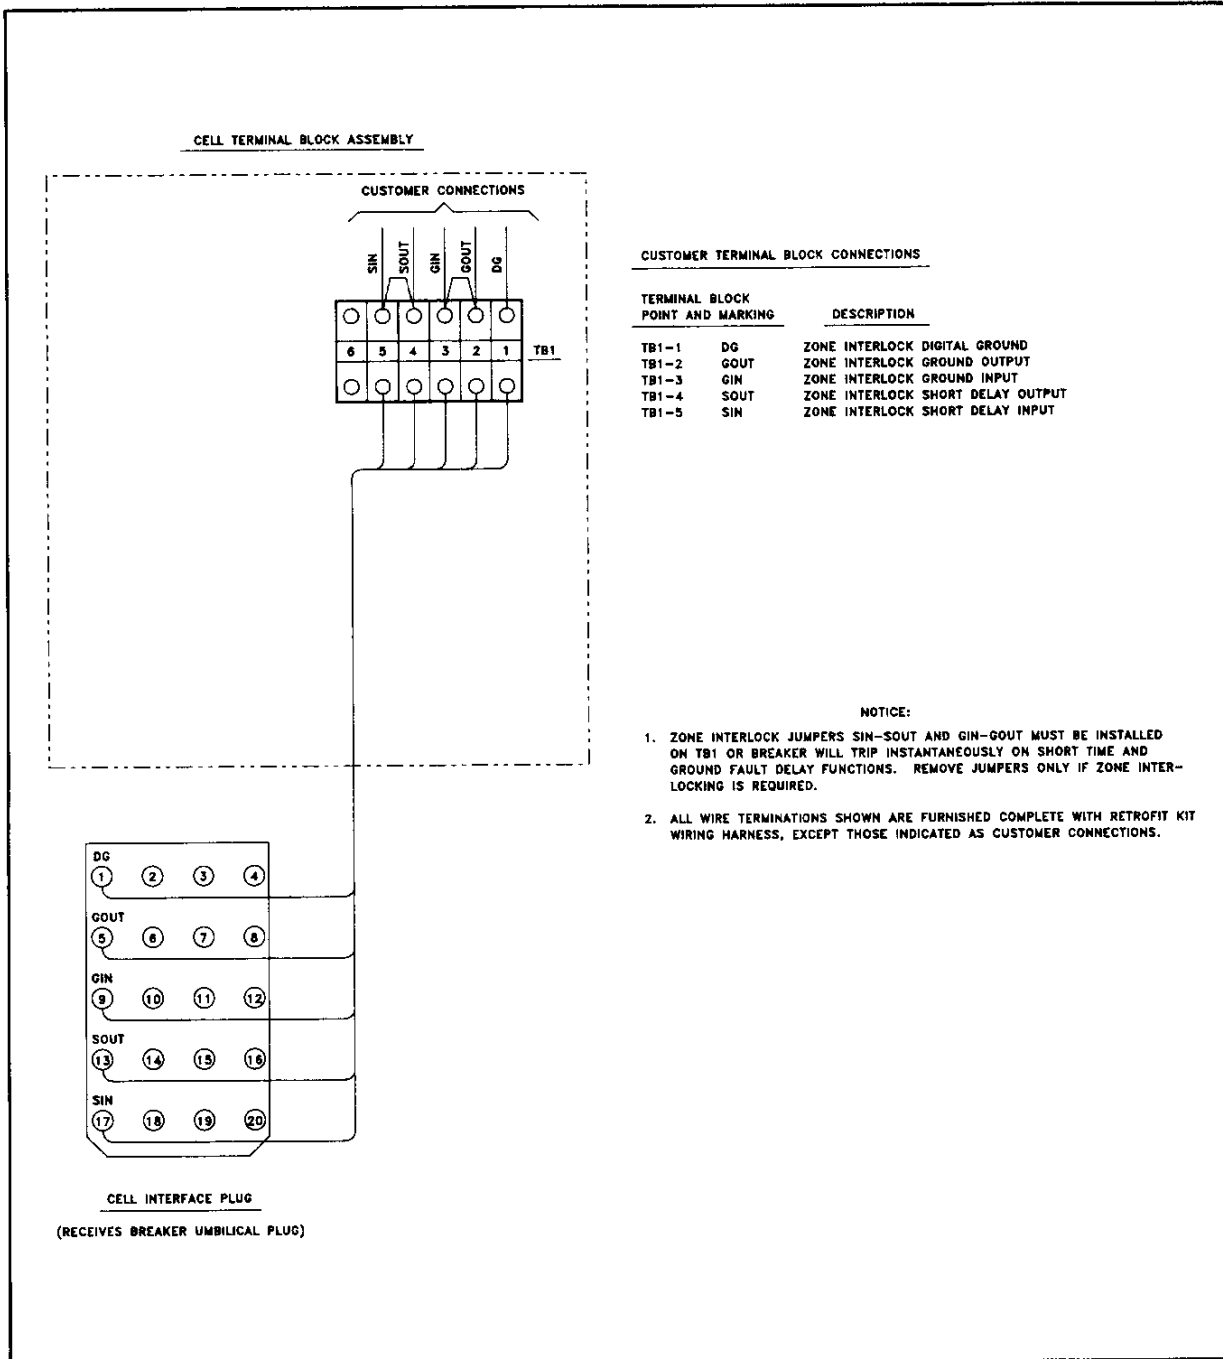 CELL TERMINAL BLOCK ASSEMBLY
CUSTOMER CONNECTIONS
SIN
SOUT
GIN
GOUT
DG
6 5 4 3 2 1 TB1
CUSTOMER TERMINAL BLOCK CONNECTIONS
TERMINAL BLOCK
POINT AND MARKING DESCRIPTION
TB1-1 DG ZONE INTERLOCK DIGITAL GROUND
TB1-2 GOUT ZONE INTERLOCK GROUND OUTPUT
TB1-3 GIN ZONE INTERLOCK GROUND INPUT
TB1-4 SOUT ZONE INTERLOCK SHORT DELAY OUTPUT
TB1-5 SIN ZONE INTERLOCK SHORT DELAY INPUT
NOTICE:
1. ZONE INTERLOCK JUMPERS SIN-SOUT AND GIN-GOUT MUST BE INSTALLED
ON TB1 OR BREAKER WILL TRIP INSTANTANEOUSLY ON SHORT TIME AND
GROUND FAULT DELAY FUNCTIONS. REMOVE JUMPERS ONLY IF ZONE INTER-
LOCKING IS REQUIRED.
2. ALL WIRE TERMINATIONS SHOWN ARE FURNISHED COMPLETE WITH RETROFIT KIT
WIRING HARNESS, EXCEPT THOSE INDICATED AS CUSTOMER CONNECTIONS.
DG
1 2 3 4
GOUT
5 6 7 8
GIN
9 10 11 12
SOUT
13 14 15 16
SIN
17 18 19 20
CELL INTERFACE PLUG
(RECEIVES BREAKER UMBILICAL PLUG)